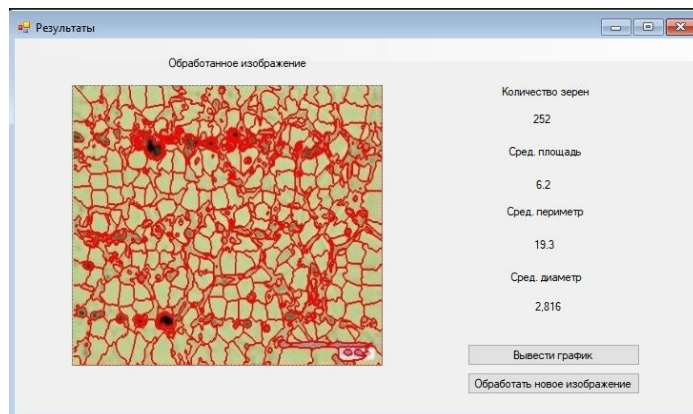 Результаты
Обработанное изображение
Количество зерен
252
Сред. площадь
6.2
Сред. периметр
19.3
Сред. диаметр
2,816
Вывести график
Обработать новое изображение